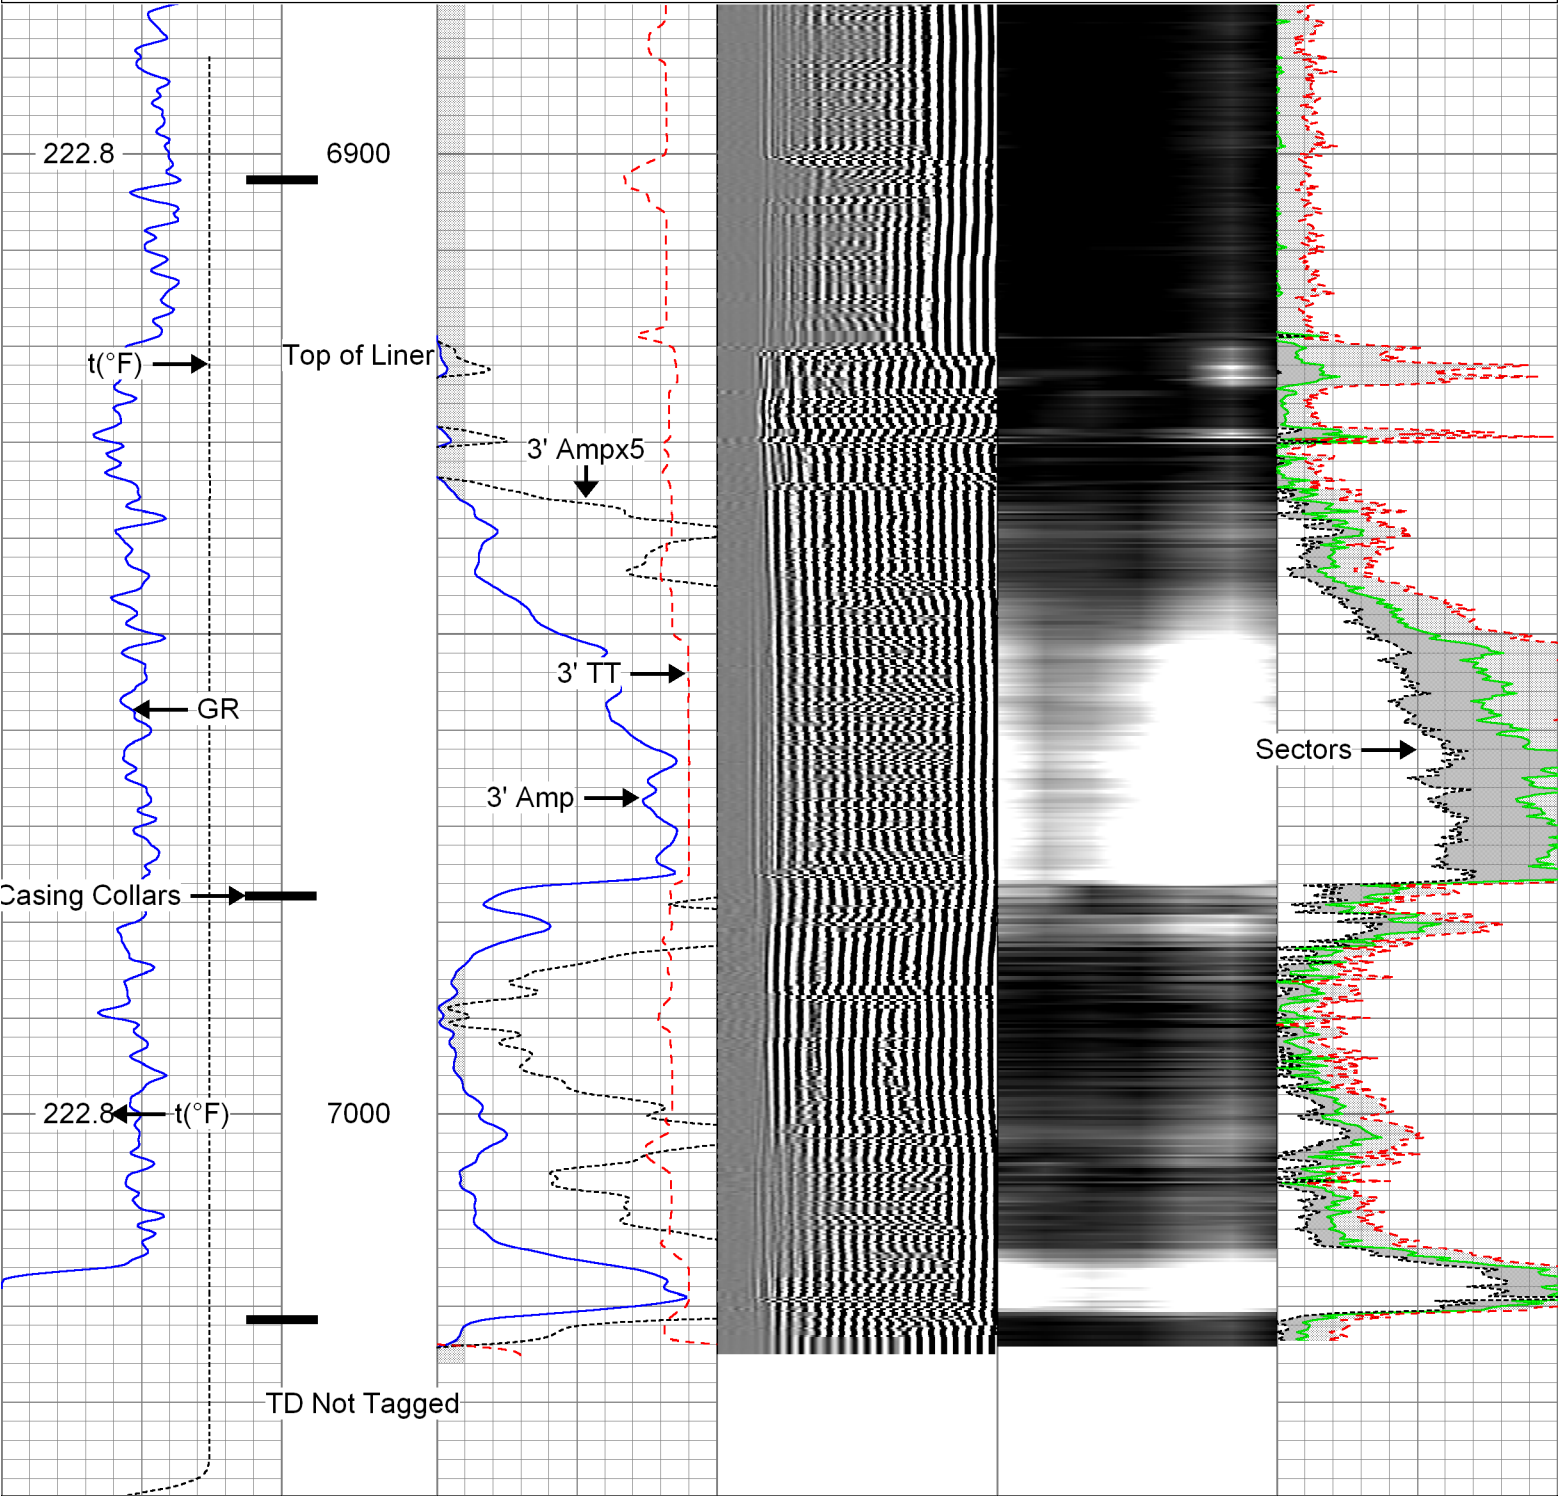 222.8
6900
t(°F)
Top of Liner
3' Ampx5
3' TT
GR
Sectors
3' Amp
Casing Collars
222.8
t(°F)
7000
TD Not Tagged